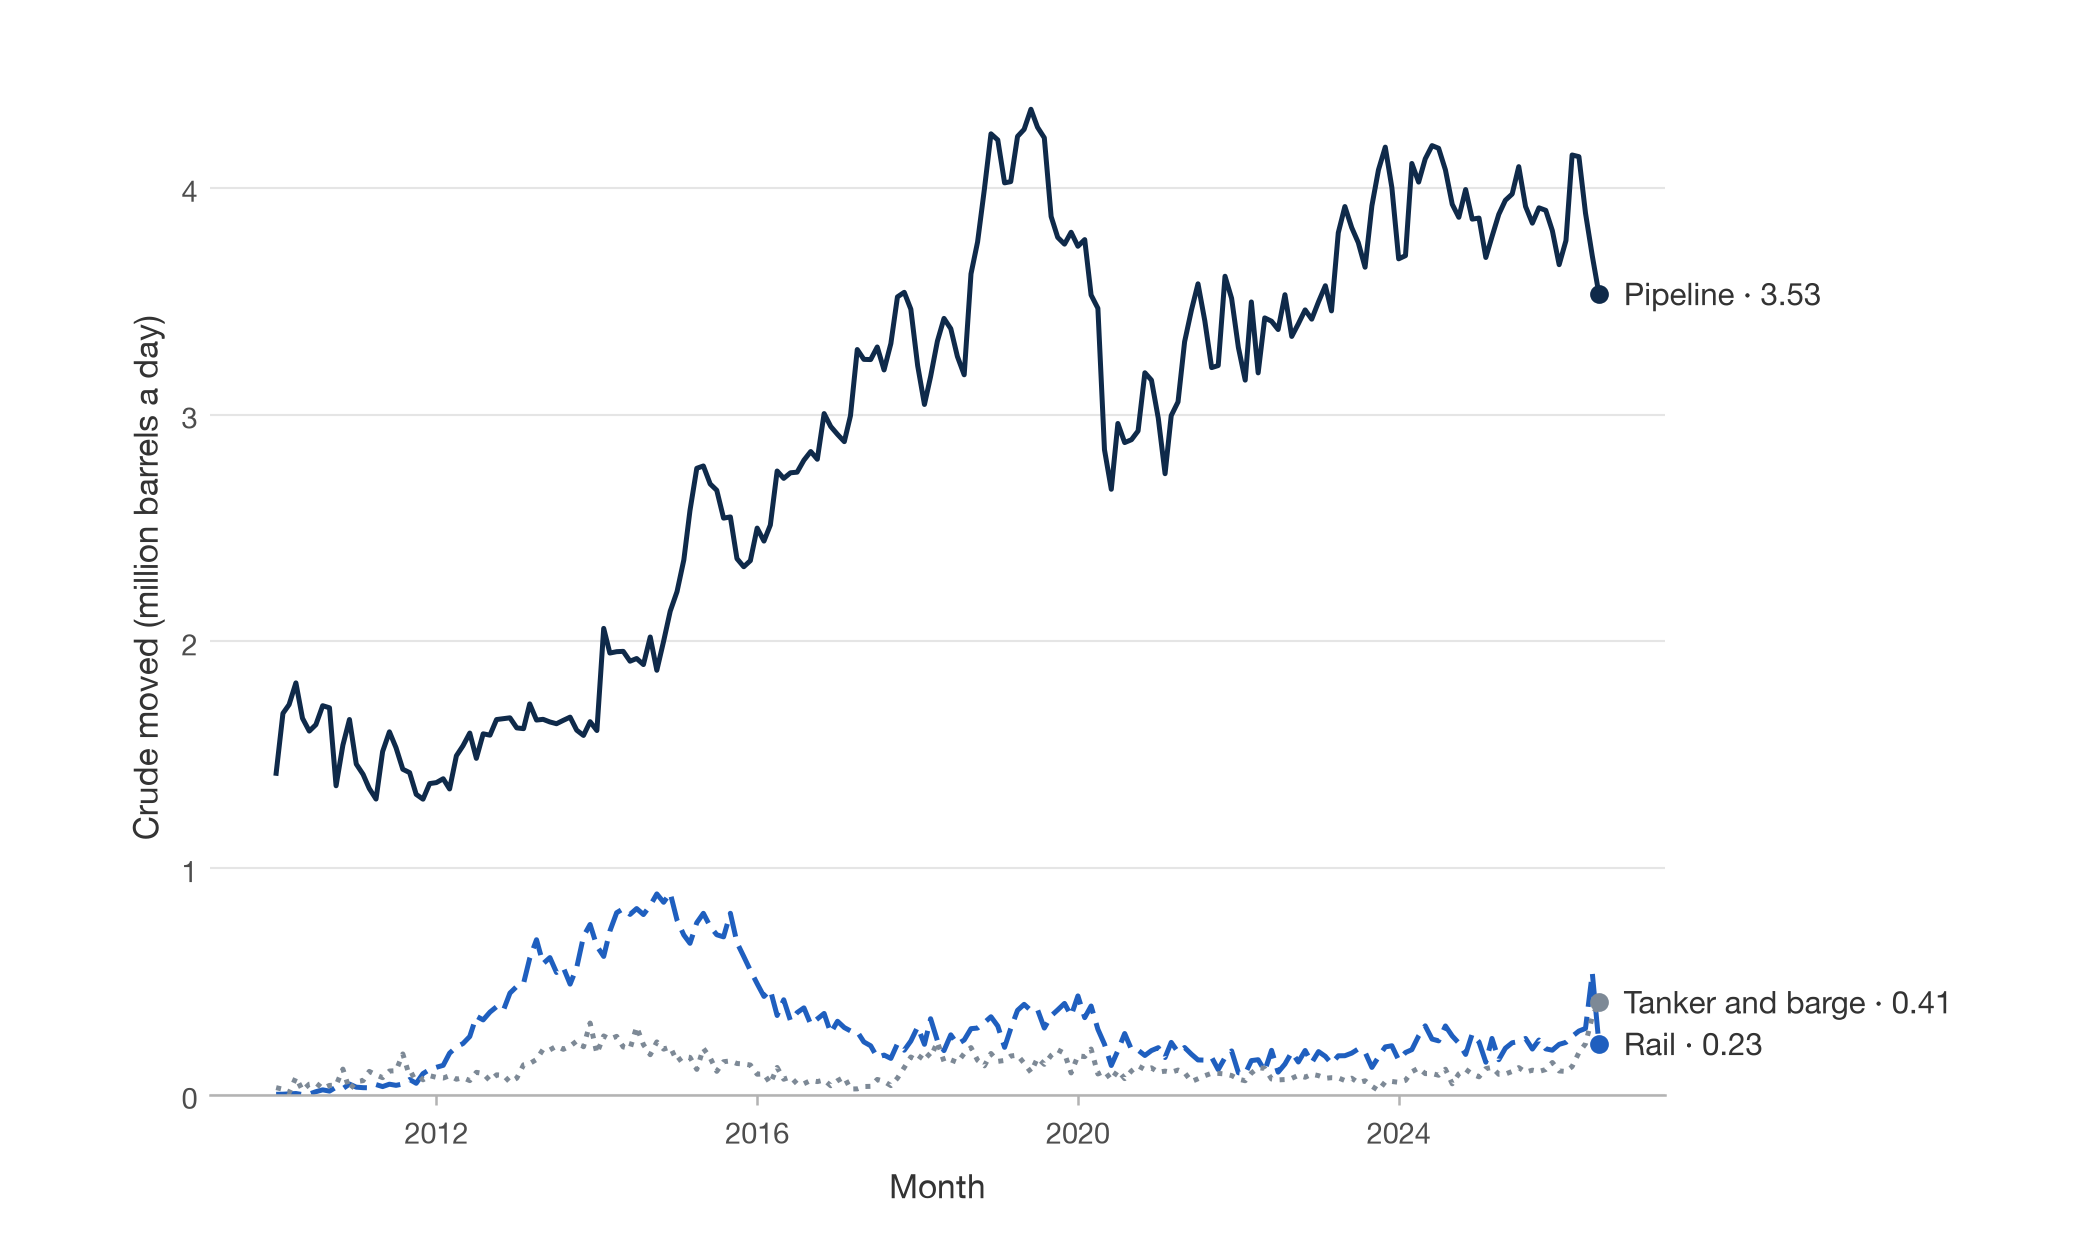 Crude moved (million barrels a day)
4
3
2
1
0
Pipeline · 3.53
Tanker and barge · 0.41
Rail · 0.23
2012
2016
2020
2024
Month